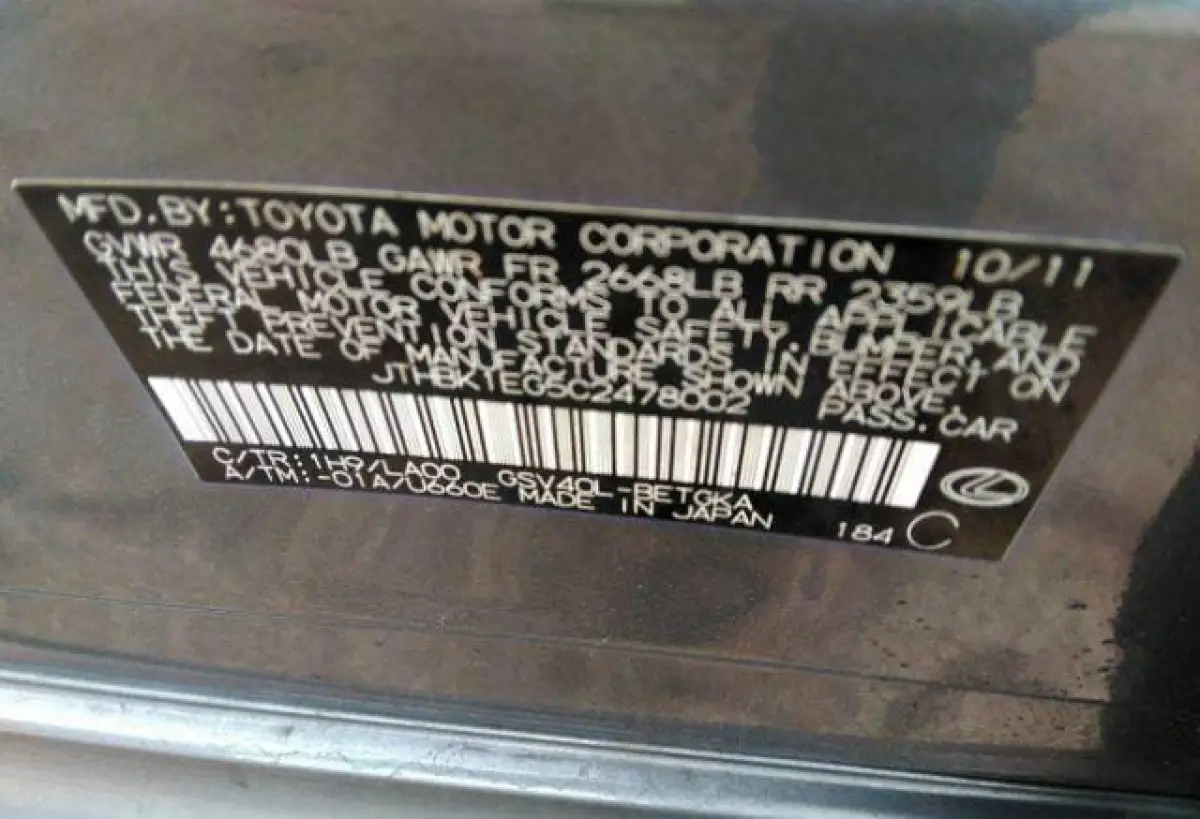 MFD.BY:TOYOTA MOTOR CORPORATION 10/11
GVWR 4680LB GAWR FR 2668LB RR 2359LB
THIS VEHICLE CONFORMS TO ALL APPLICABLE
FEDERAL MOTOR VEHICLE SAFETY,BUMPER,AND
THEFT PREVENTION STANDARDS IN EFFECT ON
THE DATE OF MANUFACTURE SHOWN ABOVE.
JTHBK1EG5C2478002 PASS.CAR
C/TR:1H9/LA00 GSV40L-BETGKA
A/TM:-01A/U660E MADE IN JAPAN 184 C